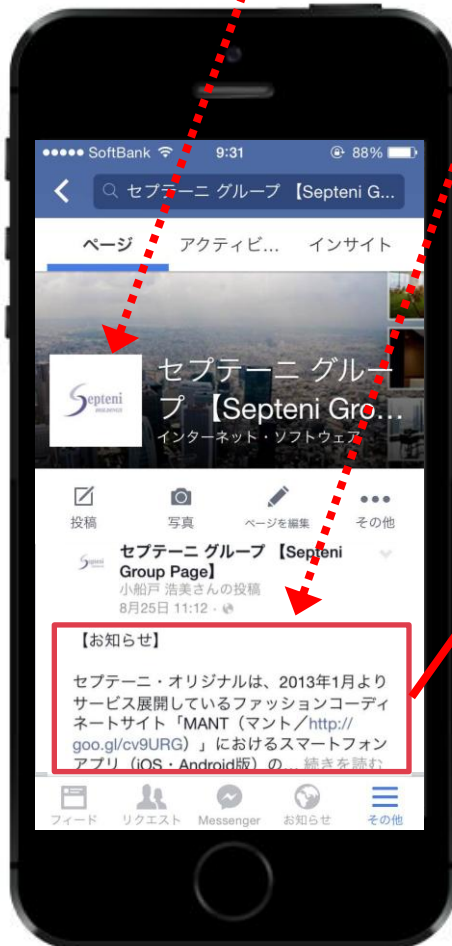 SoftBank 9:31 88%
セプテーニ グループ 【Septeni G...
ページ アクティビ... インサイト
Septeni
セプテーニ グルー
プ 【Septeni Gro...
インターネット・ソフトウェア
投稿 写真 ページを編集 その他
セプテーニ グループ 【Septeni
Group Page】
小船戸 浩美さんの投稿
8月25日 11:12 ·
【お知らせ】
セプテーニ・オリジナルは、2013年1月より
サービス展開しているファッションコーディ
ネートサイト「MANT(マント/http://
goo.gl/cv9URG)」におけるスマートフォン
アプリ(iOS・Android版)の... 続きを読む
フィード リクエスト Messenger お知らせ その他